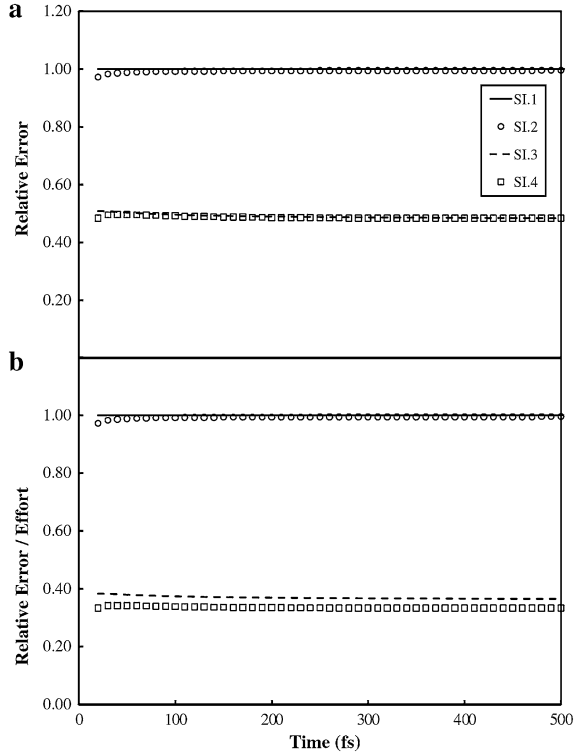 a
1.20
1.00
0.80
0.60
0.40
0.20
Relative Error
SI.1
SI.2
SI.3
SI.4
b
1.00
0.80
0.60
0.40
0.20
0.00
Relative Error / Effort
0 100 200 300 400 500
Time (fs)